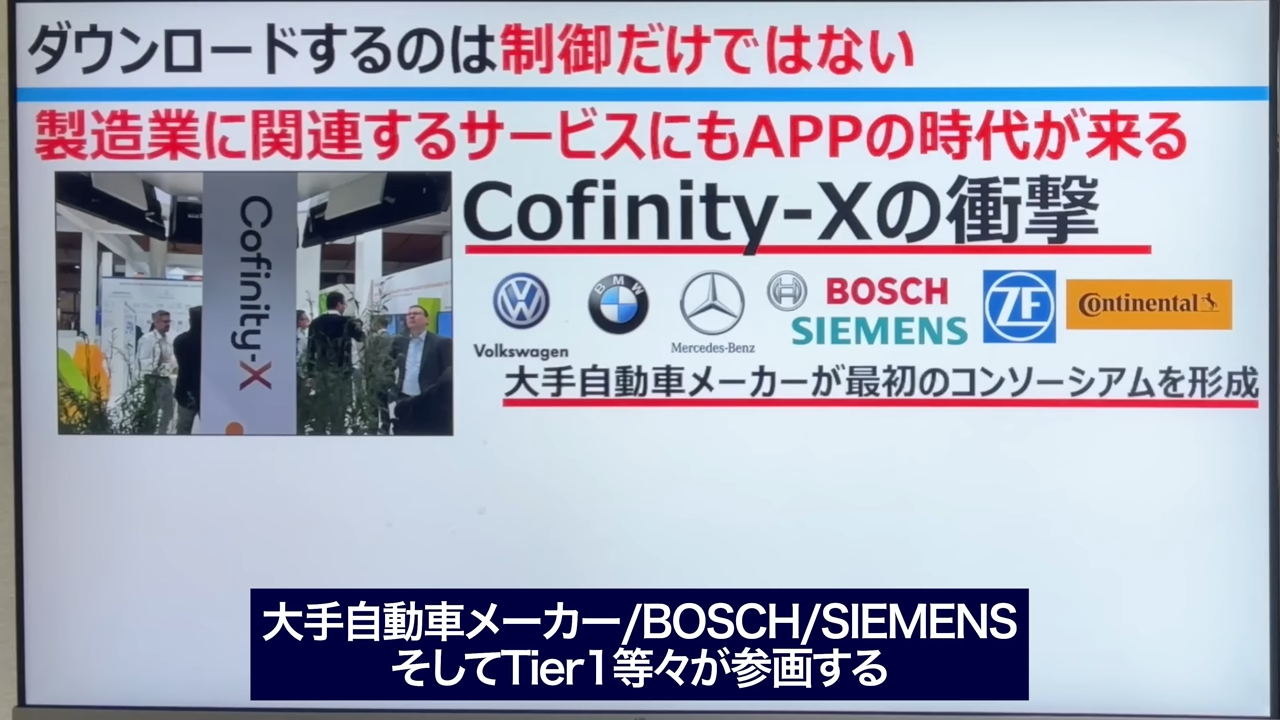 ダウンロードするのは制御だけではない
製造業に関連するサービスにもAPPの時代が来る
Cofinity-X
Cofinity-Xの衝撃
BMW
BOSCH
ZF
Continental
SIEMENS
Volkswagen
Mercedes-Benz
大手自動車メーカーが最初のコンソーシアムを形成
大手自動車メーカー/BOSCH/SIEMENS
そしてTier1等々が参画する